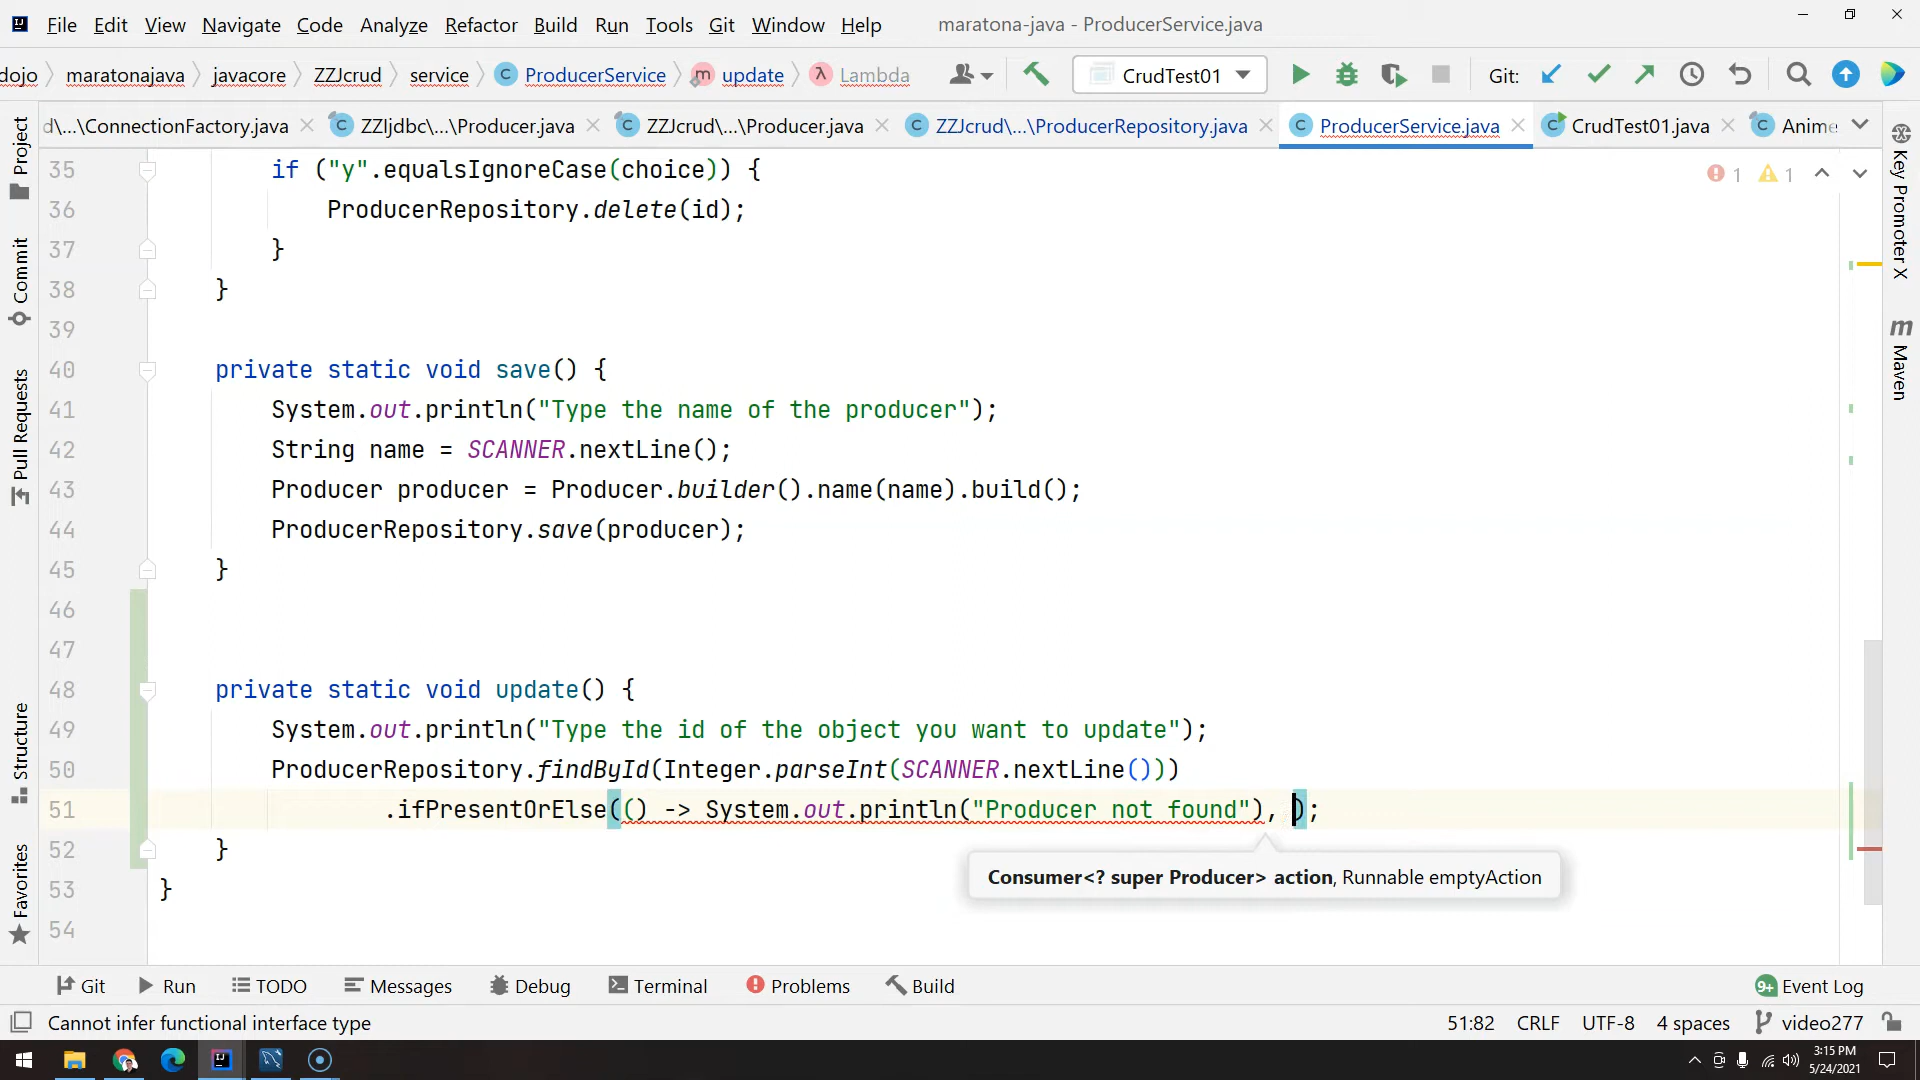 File Edit View Navigate Code Analyze Refactor Build Run Tools Git Window Help maratona-java - ProducerService.java
dojo maratonajava javacore ZZJcrud service ProducerService update Lambda CrudTest01 Git:
d\...\ConnectionFactory.java ZZIjdbc\...\Producer.java ZZJcrud\...\Producer.java ZZJcrud\...\ProducerRepository.java ProducerService.java CrudTest01.java Anime
Project
Commit
Pull Requests
Structure
Favorites
35 if ("y".equalsIgnoreCase(choice)) {
36 ProducerRepository.delete(id);
37 }
38 }
39
40 private static void save() {
41 System.out.println("Type the name of the producer");
42 String name = SCANNER.nextLine();
43 Producer producer = Producer.builder().name(name).build();
44 ProducerRepository.save(producer);
45 }
46
47
48 private static void update() {
49 System.out.println("Type the id of the object you want to update");
50 ProducerRepository.findById(Integer.parseInt(SCANNER.nextLine()))
51 .ifPresentOrElse(() -> System.out.println("Producer not found"), );
52 }
53 }
54
Consumer<? super Producer> action, Runnable emptyAction
1 1
Key Promoter X
m Maven
Git Run TODO Messages Debug Terminal Problems Build 9+ Event Log
Cannot infer functional interface type 51:82 CRLF UTF-8 4 spaces video277
3:15 PM
5/24/2021